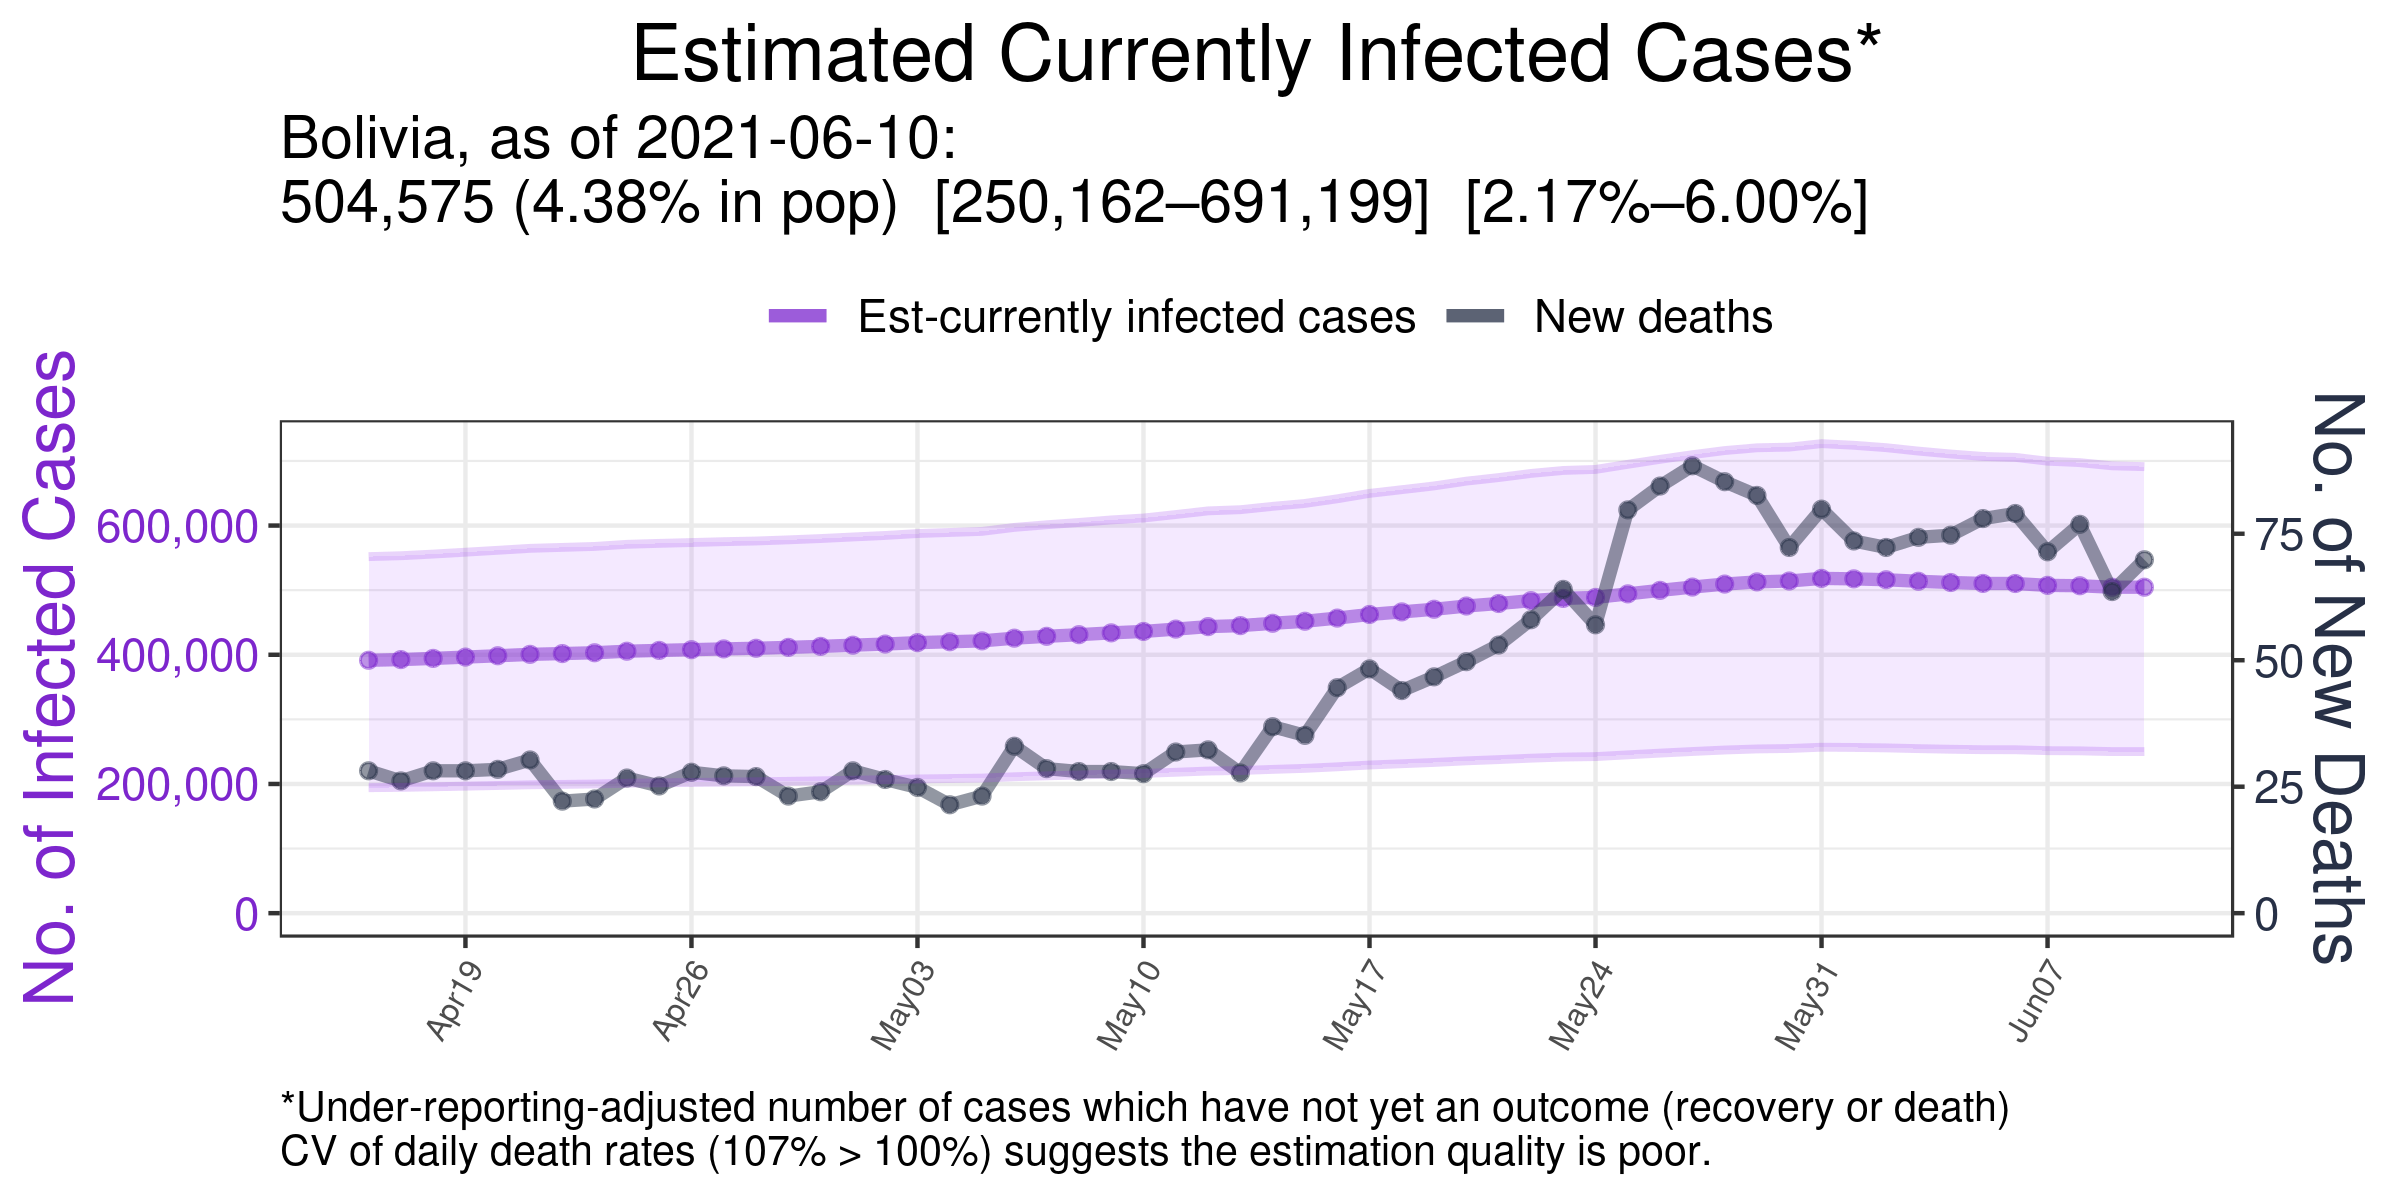 Estimated Currently Infected Cases*
Bolivia, as of 2021-06-10:
504,575 (4.38% in pop) [250,162–691,199] [2.17%–6.00%]
Est-currently infected cases
New deaths
No. of Infected Cases
600,000
400,000
200,000
0
No. of New Deaths
75
50
25
0
Apr19
Apr26
May03
May10
May17
May24
May31
Jun07
*Under-reporting-adjusted number of cases which have not yet an outcome (recovery or death)
CV of daily death rates (107% > 100%) suggests the estimation quality is poor.